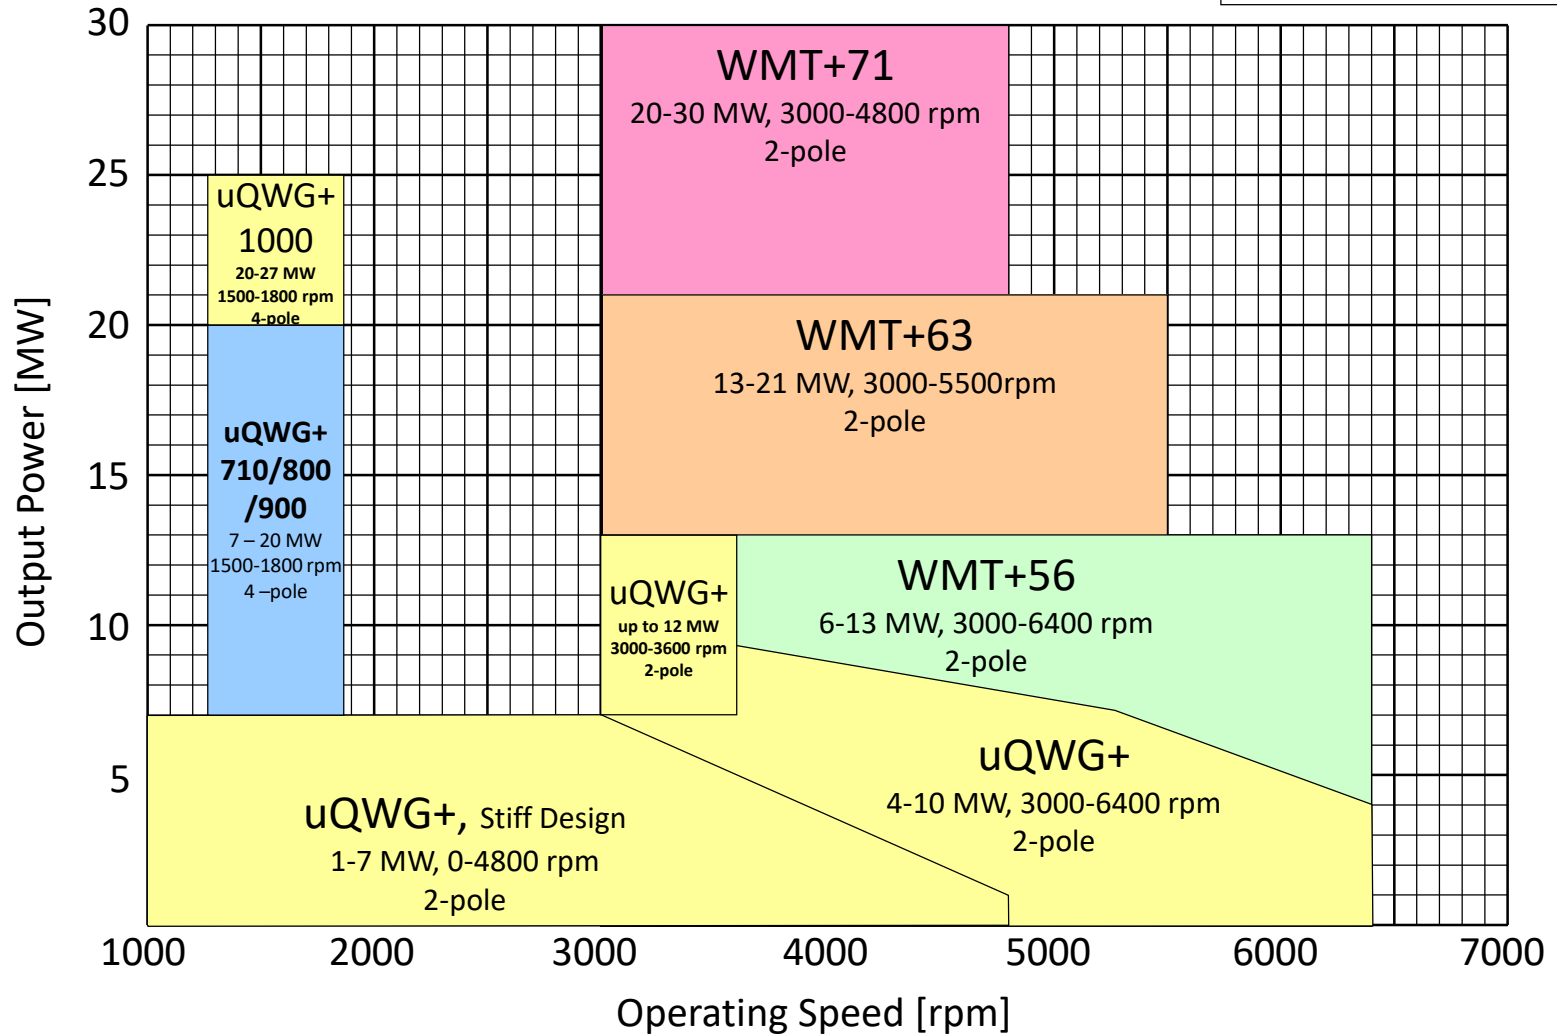 30
25
20
15
10
5
Output Power [MW]
WMT+71
20-30 MW, 3000-4800 rpm
2-pole
uQWG+
1000
20-27 MW
1500-1800 rpm
4-pole
WMT+63
13-21 MW, 3000-5500rpm
2-pole
uQWG+
710/800
/900
7 – 20 MW
1500-1800 rpm
4 –pole
uQWG+
up to 12 MW
3000-3600 rpm
2-pole
WMT+56
6-13 MW, 3000-6400 rpm
2-pole
uQWG+
4-10 MW, 3000-6400 rpm
2-pole
uQWG+, Stiff Design
1-7 MW, 0-4800 rpm
2-pole
1000 2000 3000 4000 5000 6000 7000
Operating Speed [rpm]